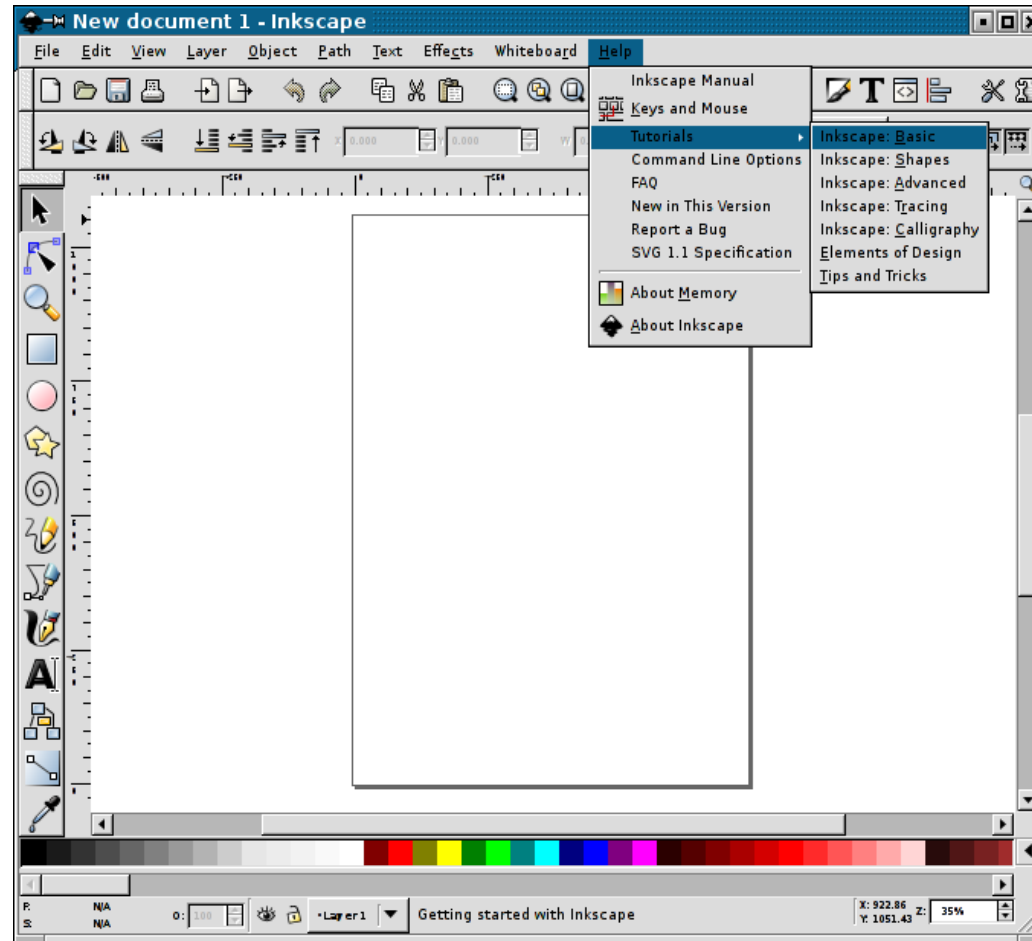 New document 1 - Inkscape
File Edit View Layer Object Path Text Effects Whiteboard Help
Inkscape Manual
Keys and Mouse
Tutorials
Command Line Options
FAQ
New in This Version
Report a Bug
SVG 1.1 Specification
About Memory
About Inkscape
Inkscape: Basic
Inkscape: Shapes
Inkscape: Advanced
Inkscape: Tracing
Inkscape: Calligraphy
Elements of Design
Tips and Tricks
X 0.000 Y 0.000 W
F: N/A
S: N/A
O: 100
•Layer 1
Getting started with Inkscape
X: 922.86
Y: 1051.43
Z: 35%